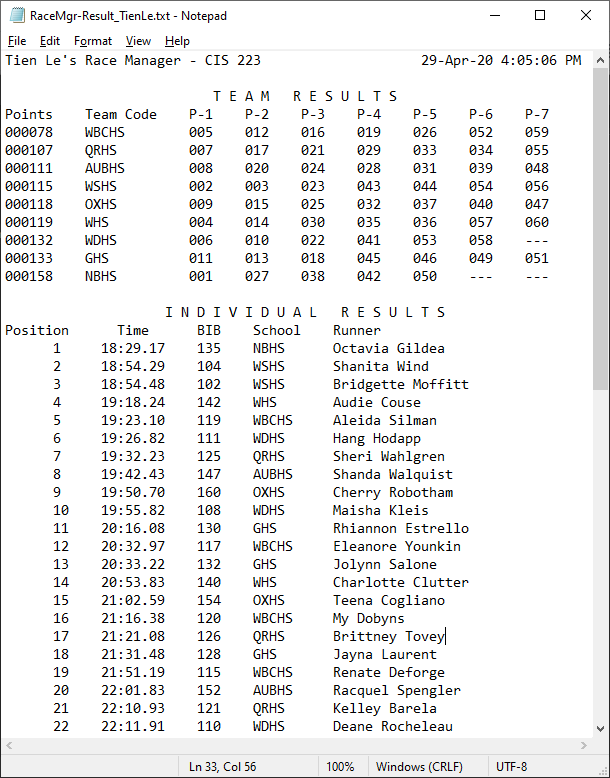 RaceMgr-Result_TienLe.txt - Notepad
File Edit Format View Help
Tien Le's Race Manager - CIS 223 29-Apr-20 4:05:06 PM
T E A M R E S U L T S
Points Team Code P-1 P-2 P-3 P-4 P-5 P-6 P-7
000078 WBCHS 005 012 016 019 026 052 059
000107 QRHS 007 017 021 029 033 034 055
000111 AUBHS 008 020 024 028 031 039 048
000115 WSHS 002 003 023 043 044 054 056
000118 OXHS 009 015 025 032 037 040 047
000119 WHS 004 014 030 035 036 057 060
000132 WDHS 006 010 022 041 053 058 ---
000133 GHS 011 013 018 045 046 049 051
000158 NBHS 001 027 038 042 050 --- ---
I N D I V I D U A L R E S U L T S
Position Time BIB School Runner
1 18:29.17 135 NBHS Octavia Gildea
2 18:54.29 104 WSHS Shanita Wind
3 18:54.48 102 WSHS Bridgette Moffitt
4 19:18.24 142 WHS Audie Couse
5 19:23.10 119 WBCHS Aleida Silman
6 19:26.82 111 WDHS Hang Hodapp
7 19:32.23 125 QRHS Sheri Wahlgren
8 19:42.43 147 AUBHS Shanda Walquist
9 19:50.70 160 OXHS Cherry Robotham
10 19:55.82 108 WDHS Maisha Kleis
11 20:16.08 130 GHS Rhiannon Estrello
12 20:32.97 117 WBCHS Eleanore Younkin
13 20:33.22 132 GHS Jolynn Salone
14 20:53.83 140 WHS Charlotte Clutter
15 21:02.59 154 OXHS Teena Cogliano
16 21:16.38 120 WBCHS My Dobyns
17 21:21.08 126 QRHS Brittney Tovey
18 21:31.48 128 GHS Jayna Laurent
19 21:51.19 115 WBCHS Renate Deforge
20 22:01.83 152 AUBHS Racquel Spengler
21 22:10.93 121 QRHS Kelley Barela
22 22:11.91 110 WDHS Deane Rocheleau
Ln 33, Col 56 100% Windows (CRLF) UTF-8